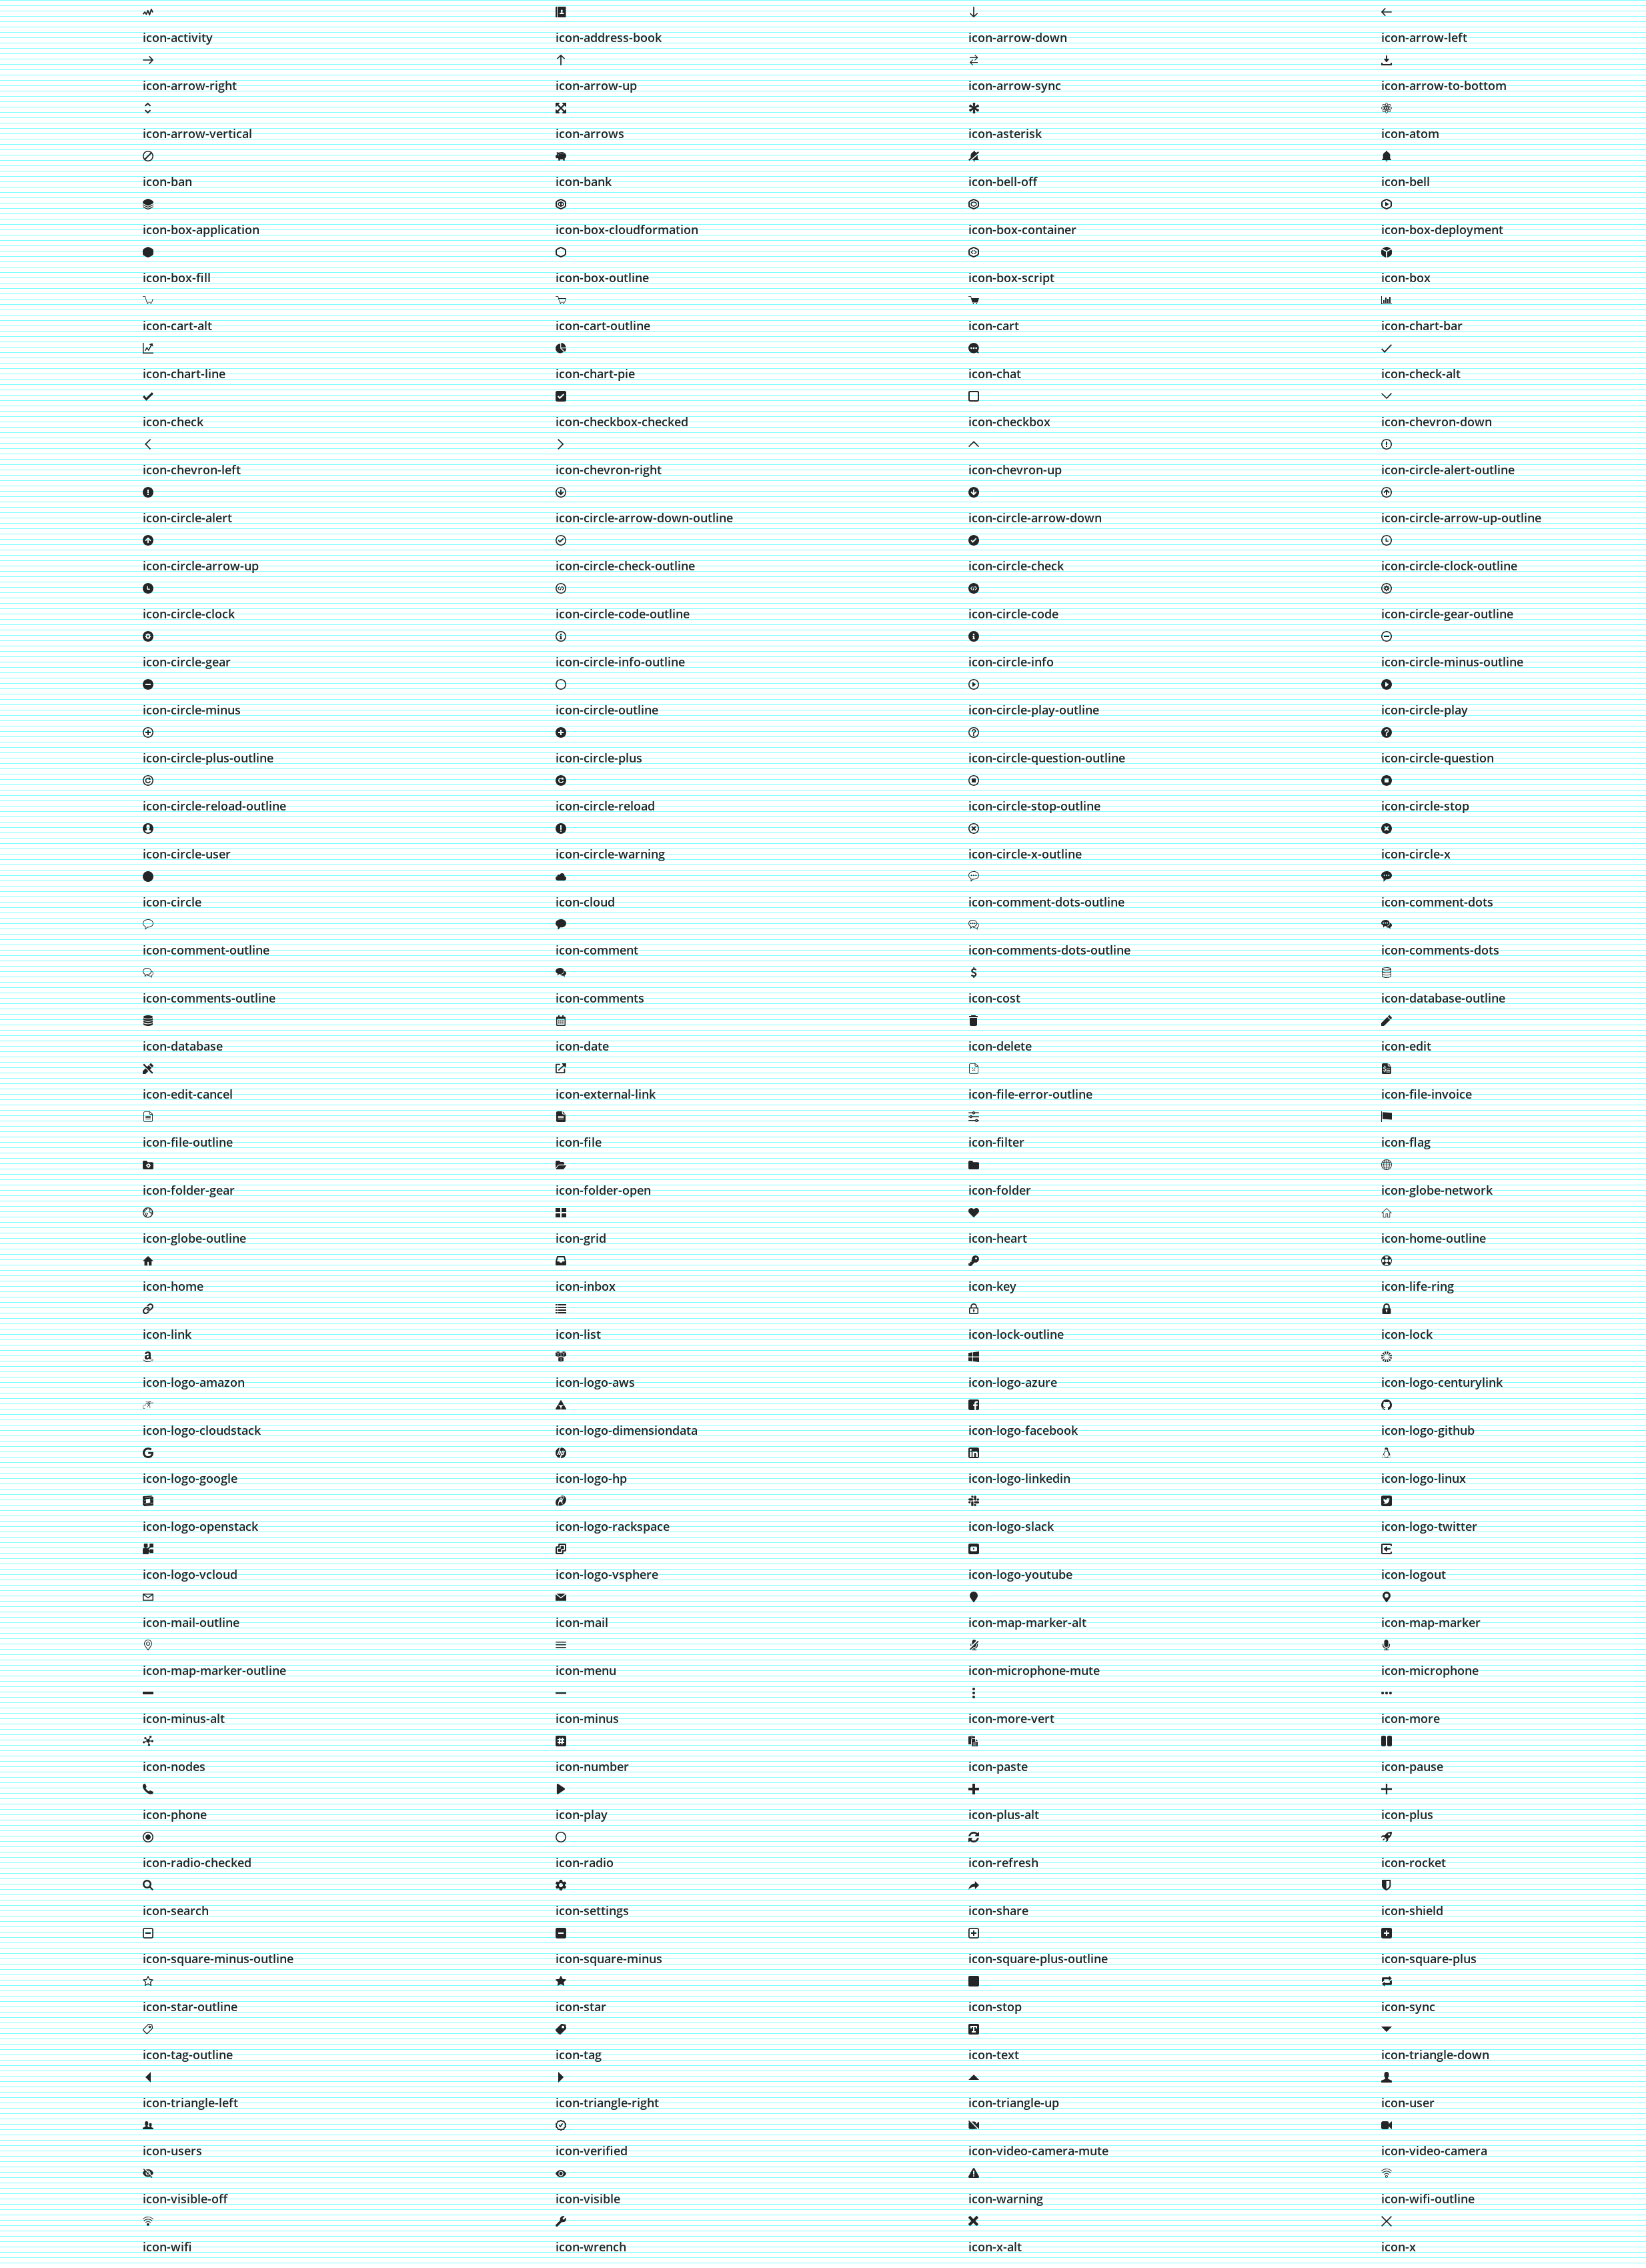 icon-activity icon-address-book icon-arrow-down icon-arrow-left
icon-arrow-right icon-arrow-up icon-arrow-sync icon-arrow-to-bottom
icon-arrow-vertical icon-arrows icon-asterisk icon-atom
icon-ban icon-bank icon-bell-off icon-bell
icon-box-application icon-box-cloudformation icon-box-container icon-box-deployment
icon-box-fill icon-box-outline icon-box-script icon-box
icon-cart-alt icon-cart-outline icon-cart icon-chart-bar
icon-chart-line icon-chart-pie icon-chat icon-check-alt
icon-check icon-checkbox-checked icon-checkbox icon-chevron-down
icon-chevron-left icon-chevron-right icon-chevron-up icon-circle-alert-outline
icon-circle-alert icon-circle-arrow-down-outline icon-circle-arrow-down icon-circle-arrow-up-outline
icon-circle-arrow-up icon-circle-check-outline icon-circle-check icon-circle-clock-outline
icon-circle-clock icon-circle-code-outline icon-circle-code icon-circle-gear-outline
icon-circle-gear icon-circle-info-outline icon-circle-info icon-circle-minus-outline
icon-circle-minus icon-circle-outline icon-circle-play-outline icon-circle-play
icon-circle-plus-outline icon-circle-plus icon-circle-question-outline icon-circle-question
icon-circle-reload-outline icon-circle-reload icon-circle-stop-outline icon-circle-stop
icon-circle-user icon-circle-warning icon-circle-x-outline icon-circle-x
icon-circle icon-cloud icon-comment-dots-outline icon-comment-dots
icon-comment-outline icon-comment icon-comments-dots-outline icon-comments-dots
icon-comments-outline icon-comments icon-cost icon-database-outline
icon-database icon-date icon-delete icon-edit
icon-edit-cancel icon-external-link icon-file-error-outline icon-file-invoice
icon-file-outline icon-file icon-filter icon-flag
icon-folder-gear icon-folder-open icon-folder icon-globe-network
icon-globe-outline icon-grid icon-heart icon-home-outline
icon-home icon-inbox icon-key icon-life-ring
icon-link icon-list icon-lock-outline icon-lock
icon-logo-amazon icon-logo-aws icon-logo-azure icon-logo-centurylink
icon-logo-cloudstack icon-logo-dimensiondata icon-logo-facebook icon-logo-github
icon-logo-google icon-logo-hp icon-logo-linkedin icon-logo-linux
icon-logo-openstack icon-logo-rackspace icon-logo-slack icon-logo-twitter
icon-logo-vcloud icon-logo-vsphere icon-logo-youtube icon-logout
icon-mail-outline icon-mail icon-map-marker-alt icon-map-marker
icon-map-marker-outline icon-menu icon-microphone-mute icon-microphone
icon-minus-alt icon-minus icon-more-vert icon-more
icon-nodes icon-number icon-paste icon-pause
icon-phone icon-play icon-plus-alt icon-plus
icon-radio-checked icon-radio icon-refresh icon-rocket
icon-search icon-settings icon-share icon-shield
icon-square-minus-outline icon-square-minus icon-square-plus-outline icon-square-plus
icon-star-outline icon-star icon-stop icon-sync
icon-tag-outline icon-tag icon-text icon-triangle-down
icon-triangle-left icon-triangle-right icon-triangle-up icon-user
icon-users icon-verified icon-video-camera-mute icon-video-camera
icon-visible-off icon-visible icon-warning icon-wifi-outline
icon-wifi icon-wrench icon-x-alt icon-x